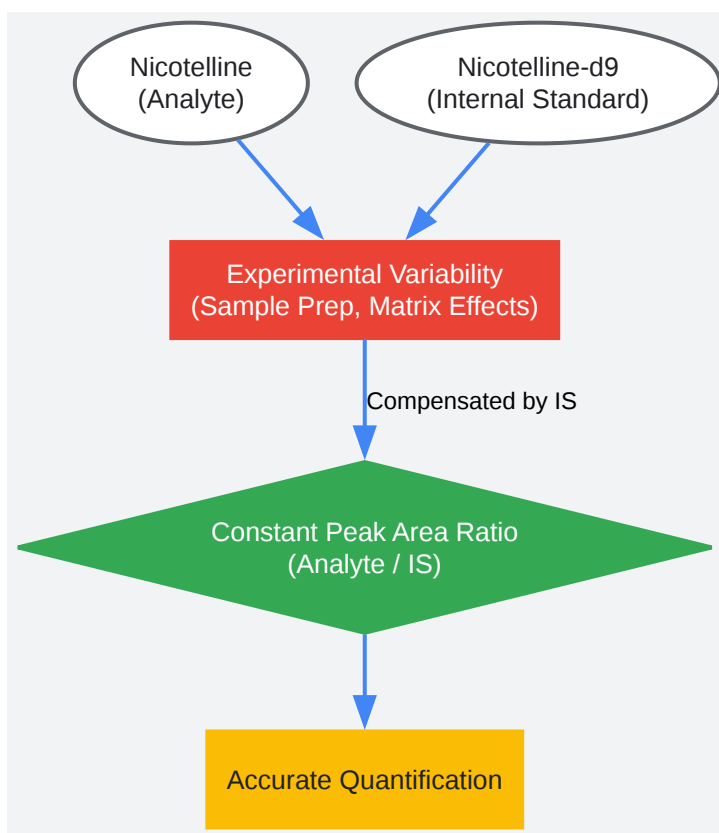 Nicotelline
(Analyte)
Nicotelline-d9
(Internal Standard)
Experimental Variability
(Sample Prep, Matrix Effects)
Compensated by IS
Constant Peak Area Ratio
(Analyte / IS)
Accurate Quantification